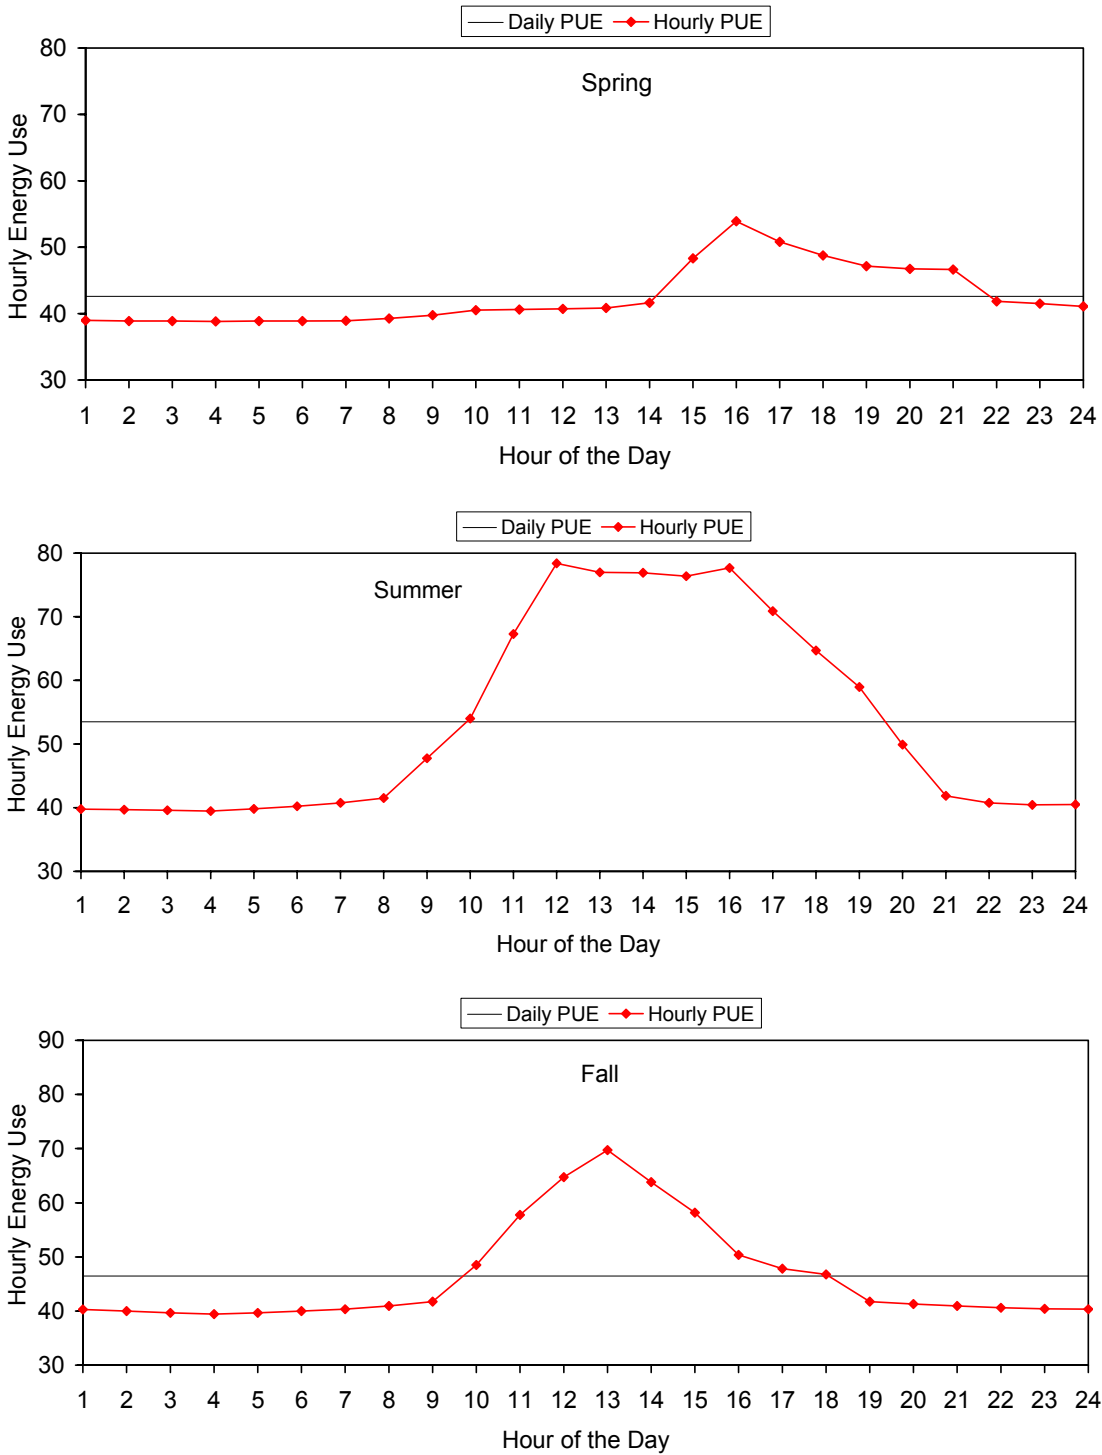 Daily PUE Hourly PUE
Spring
Hourly Energy Use
80
70
60
50
40
30
1 2 3 4 5 6 7 8 9 10 11 12 13 14 15 16 17 18 19 20 21 22 23 24
Hour of the Day
Daily PUE Hourly PUE
Summer
Hourly Energy Use
80
70
60
50
40
30
1 2 3 4 5 6 7 8 9 10 11 12 13 14 15 16 17 18 19 20 21 22 23 24
Hour of the Day
Daily PUE Hourly PUE
Fall
Hourly Energy Use
90
80
70
60
50
40
30
1 2 3 4 5 6 7 8 9 10 11 12 13 14 15 16 17 18 19 20 21 22 23 24
Hour of the Day